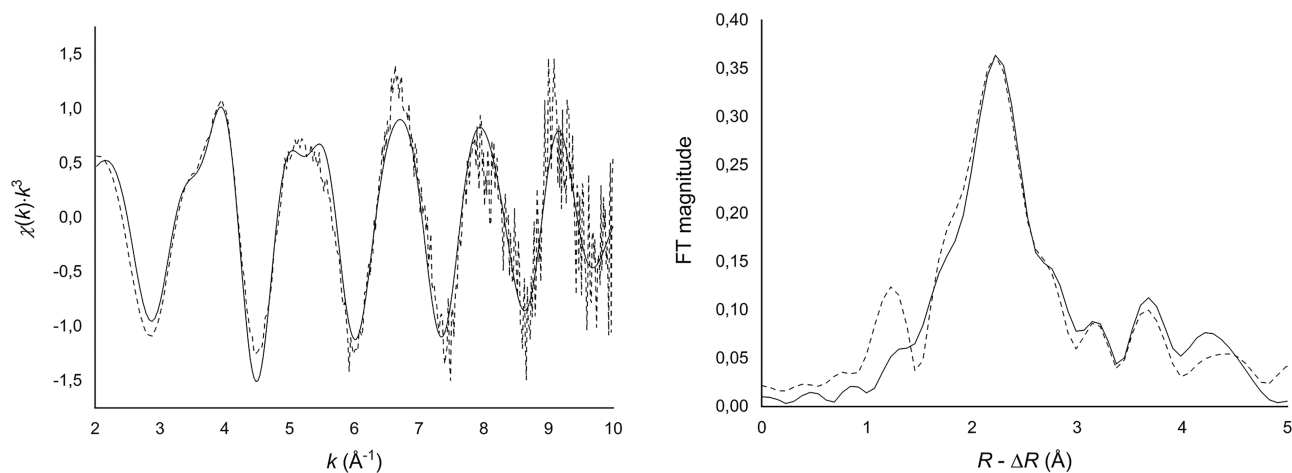 χ(k)·k³
1,5
1,0
0,5
0,0
-0,5
-1,0
-1,5
2 3 4 5 6 7 8 9 10
k (Å⁻¹)
FT magnitude
0,40
0,35
0,30
0,25
0,20
0,15
0,10
0,05
0,00
0 1 2 3 4 5
R - ΔR (Å)